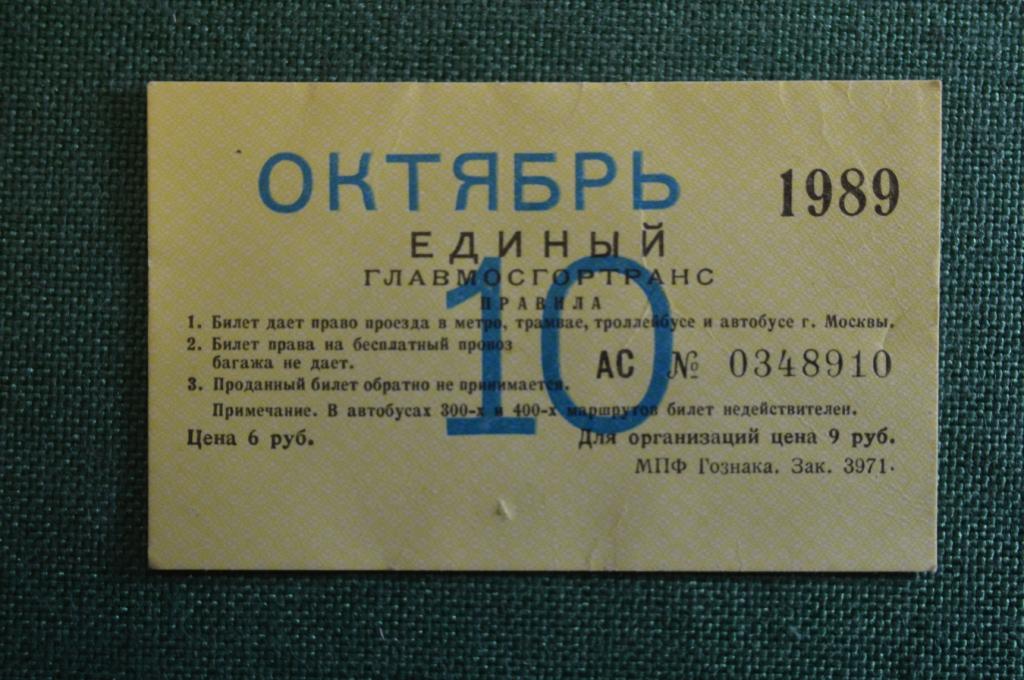 ОКТЯБРЬ 1989
ЕДИНЫЙ
ГЛАВМОСГОРТРАНС
10
ПРАВИЛА
1. Билет дает право проезда в метро, трамвае, троллейбусе и автобусе г. Москвы.
2. Билет права на бесплатный провоз
багажа не дает.
АС № 0348910
3. Проданный билет обратно не принимается.
Примечание. В автобусах 300-х и 400-х маршрутов билет недействителен.
Цена 6 руб. Для организаций цена 9 руб.
МПФ Гознака. Зак. 3971.